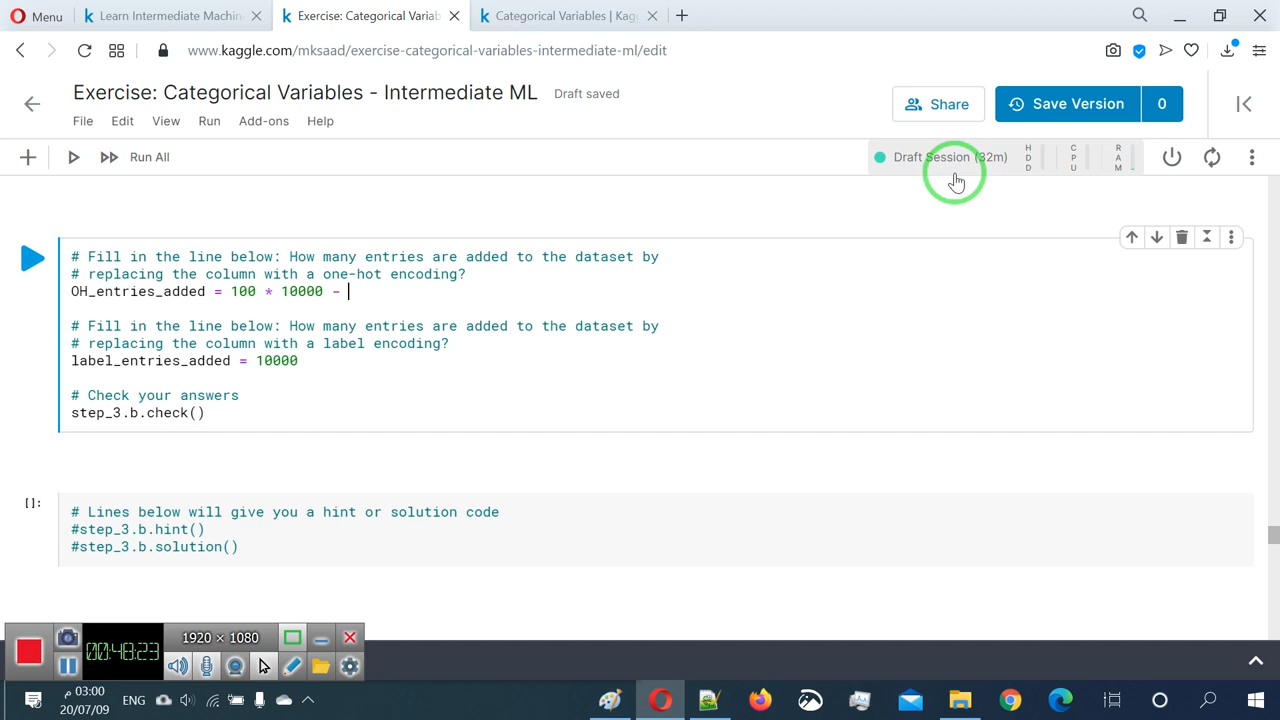 Menu
Learn Intermediate Machin
Exercise: Categorical Variab
Categorical Variables | Kagg
www.kaggle.com/mksaad/exercise-categorical-variables-intermediate-ml/edit
Exercise: Categorical Variables - Intermediate ML
Draft saved
Share
Save Version
0
File Edit View Run Add-ons Help
Run All
Draft Session (32m)
HDD
CPU
RAM
# Fill in the line below: How many entries are added to the dataset by
# replacing the column with a one-hot encoding?
OH_entries_added = 100 * 10000 -
# Fill in the line below: How many entries are added to the dataset by
# replacing the column with a label encoding?
label_entries_added = 10000
# Check your answers
step_3.b.check()
[]:
# Lines below will give you a hint or solution code
#step_3.b.hint()
#step_3.b.solution()
1920 × 1080
00:48:23
ENG
03:00 م
20/07/09